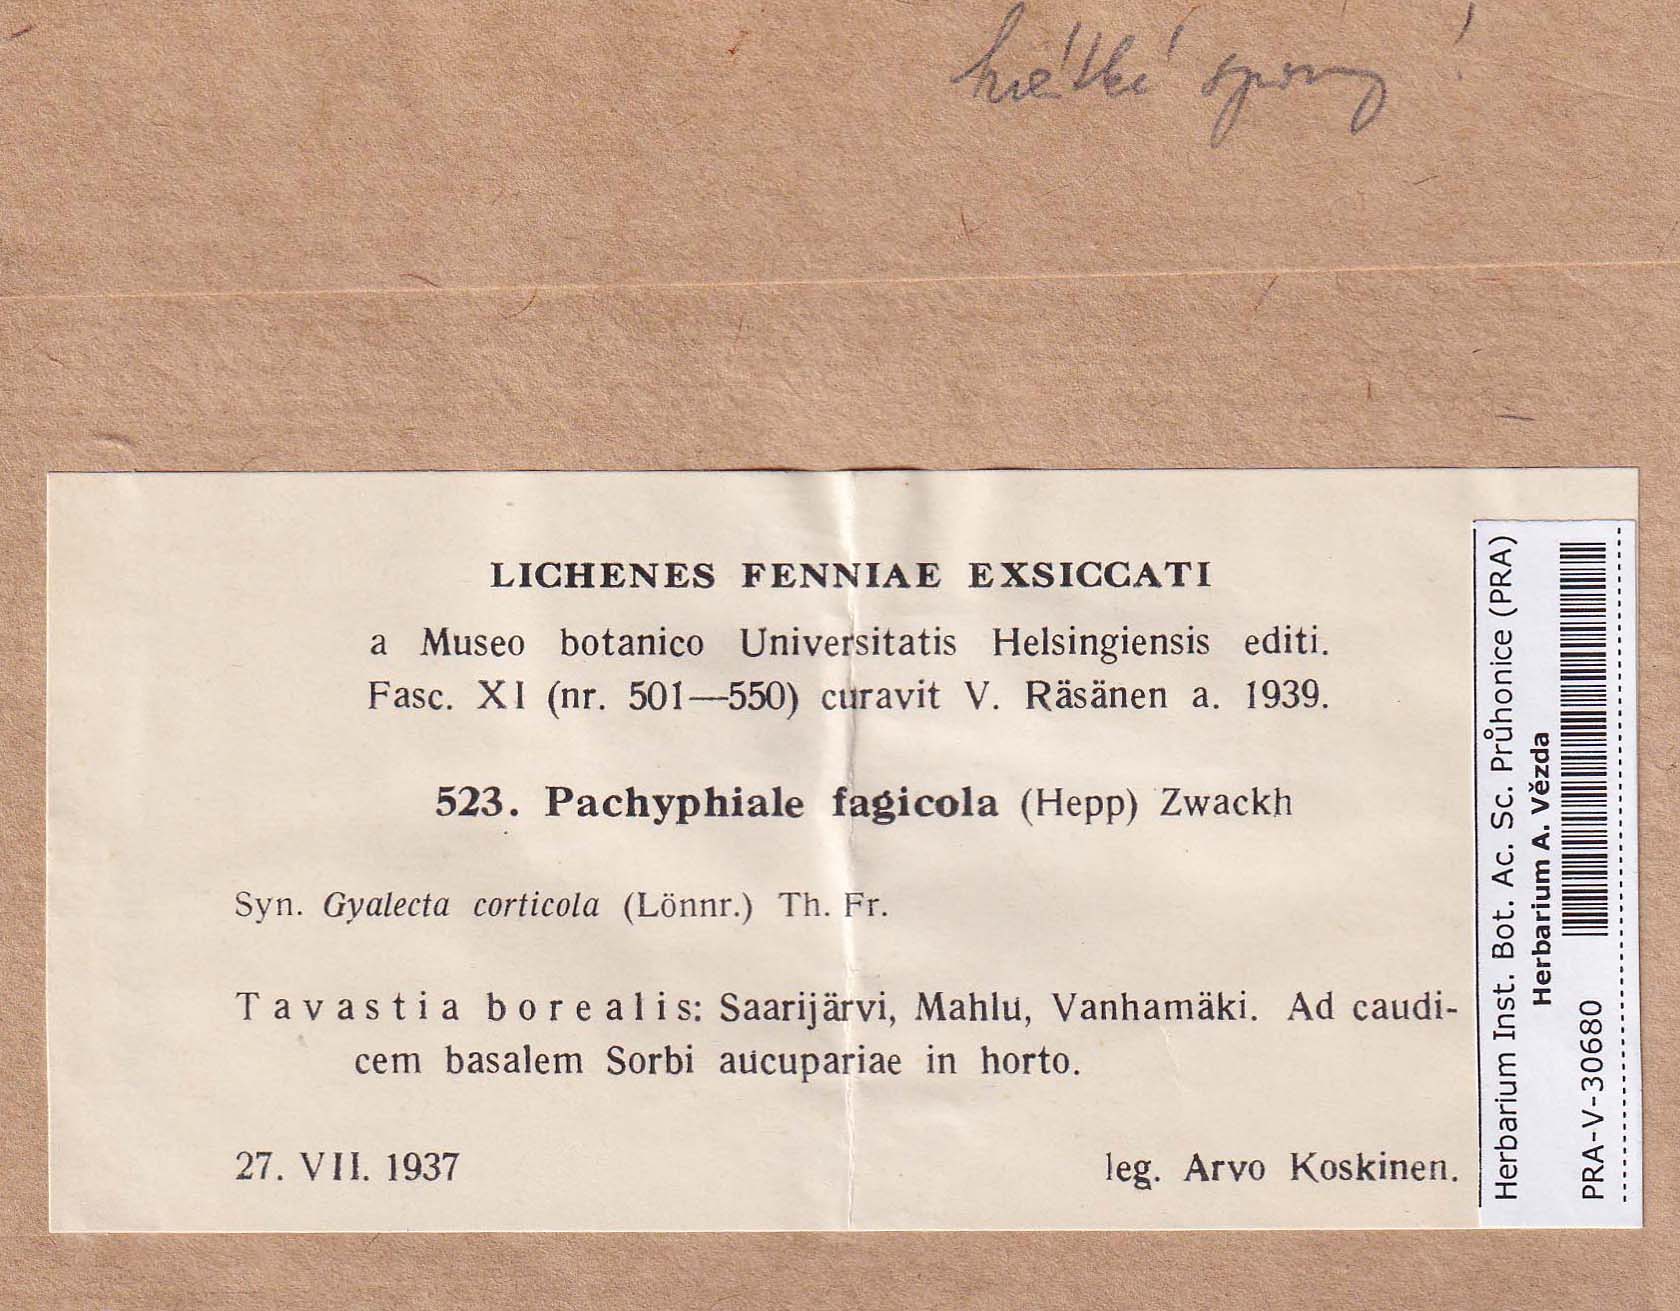 krátké spory!
LICHENES FENNIAE EXSICCATI
a Museo botanico Universitatis Helsingiensis editi.
Fasc. XI (nr. 501—550) curavit V. Räsänen a. 1939.
523. Pachyphiale fagicola (Hepp) Zwackh
Syn. Gyalecta corticola (Lönnr.) Th. Fr.
Tavastia borealis: Saarijärvi, Mahlu, Vanhamäki. Ad caudi-
cem basalem Sorbi aucupariae in horto.
27. VII. 1937 leg. Arvo Koskinen.
Herbarium Inst. Bot. Ac. Sc. Průhonice (PRA)
Herbarium A. Vězda
PRA-V-30680